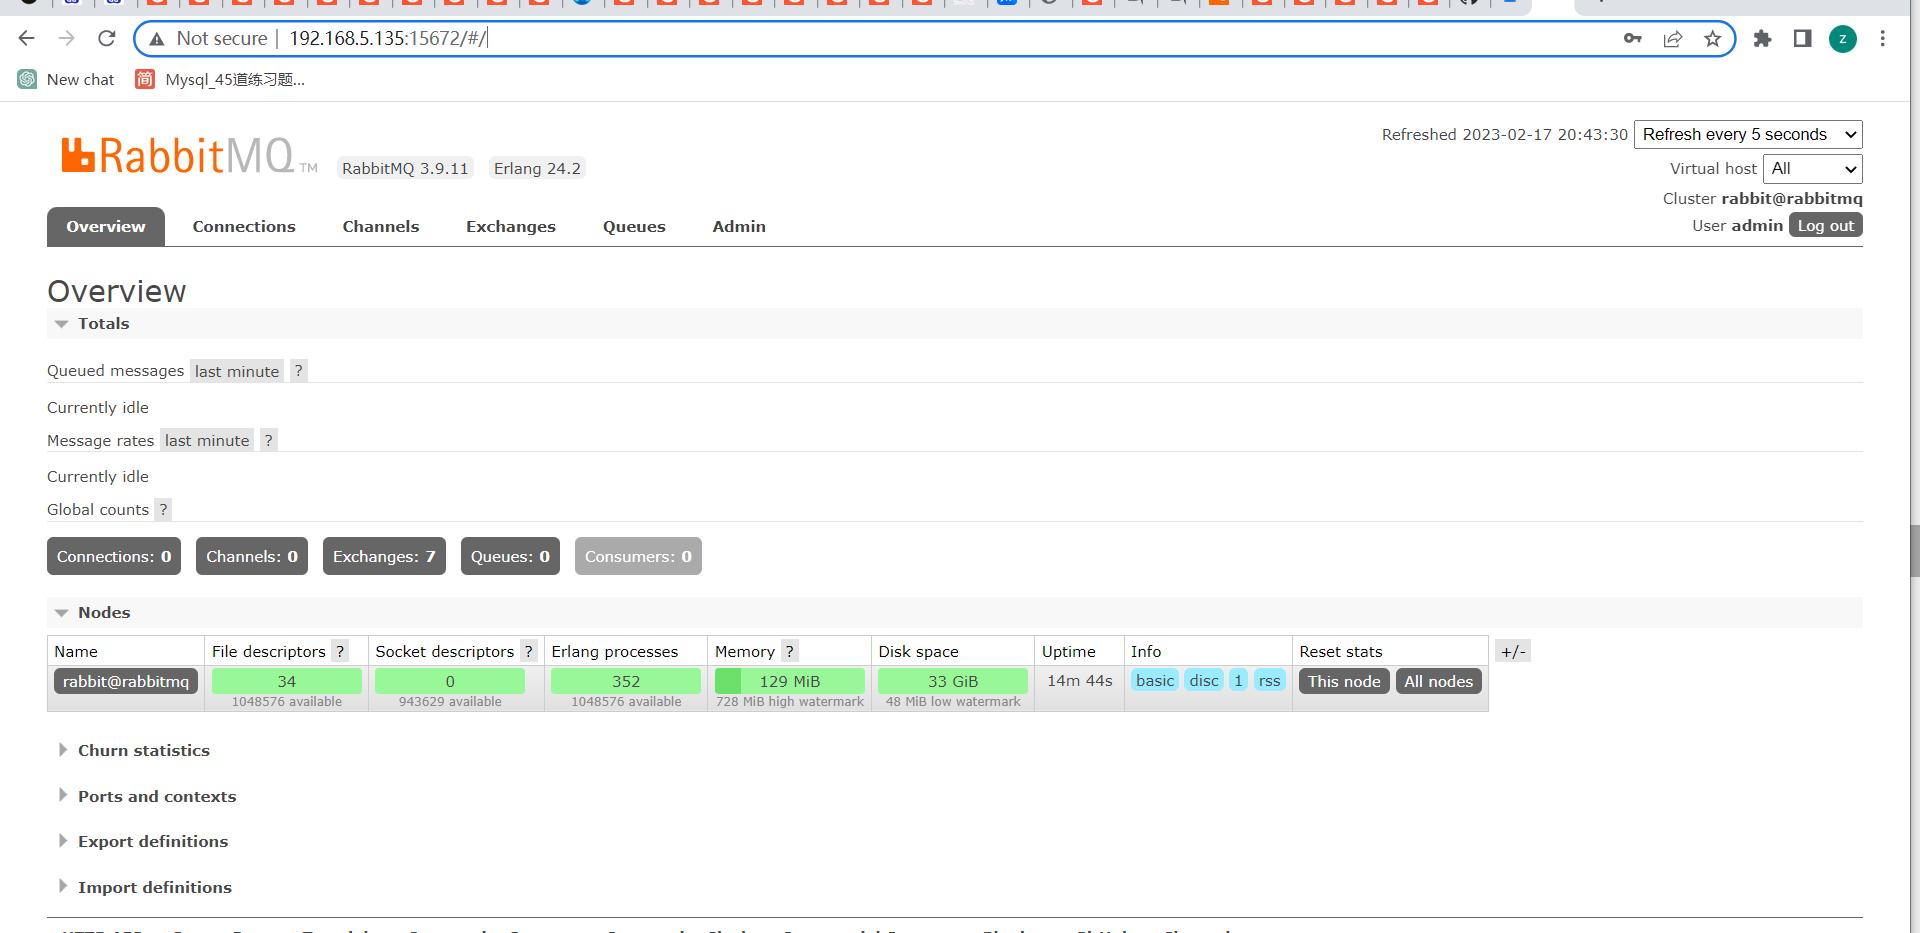 Not secure | 192.168.5.135:15672/#/
New chat 简 Mysql_45道练习题...
RabbitMQ TM RabbitMQ 3.9.11 Erlang 24.2
Refreshed 2023-02-17 20:43:30 Refresh every 5 seconds
Virtual host All
Cluster rabbit@rabbitmq
User admin Log out
Overview Connections Channels Exchanges Queues Admin
Overview
Totals
Queued messages last minute ?
Currently idle
Message rates last minute ?
Currently idle
Global counts ?
Connections: 0 Channels: 0 Exchanges: 7 Queues: 0 Consumers: 0
Nodes
Name File descriptors ? Socket descriptors ? Erlang processes Memory ? Disk space Uptime Info Reset stats +/-
rabbit@rabbitmq 34 0 352 129 MiB 33 GiB 14m 44s basic disc 1 rss This node All nodes
1048576 available 943629 available 1048576 available 728 MiB high watermark 48 MiB low watermark
Churn statistics
Ports and contexts
Export definitions
Import definitions